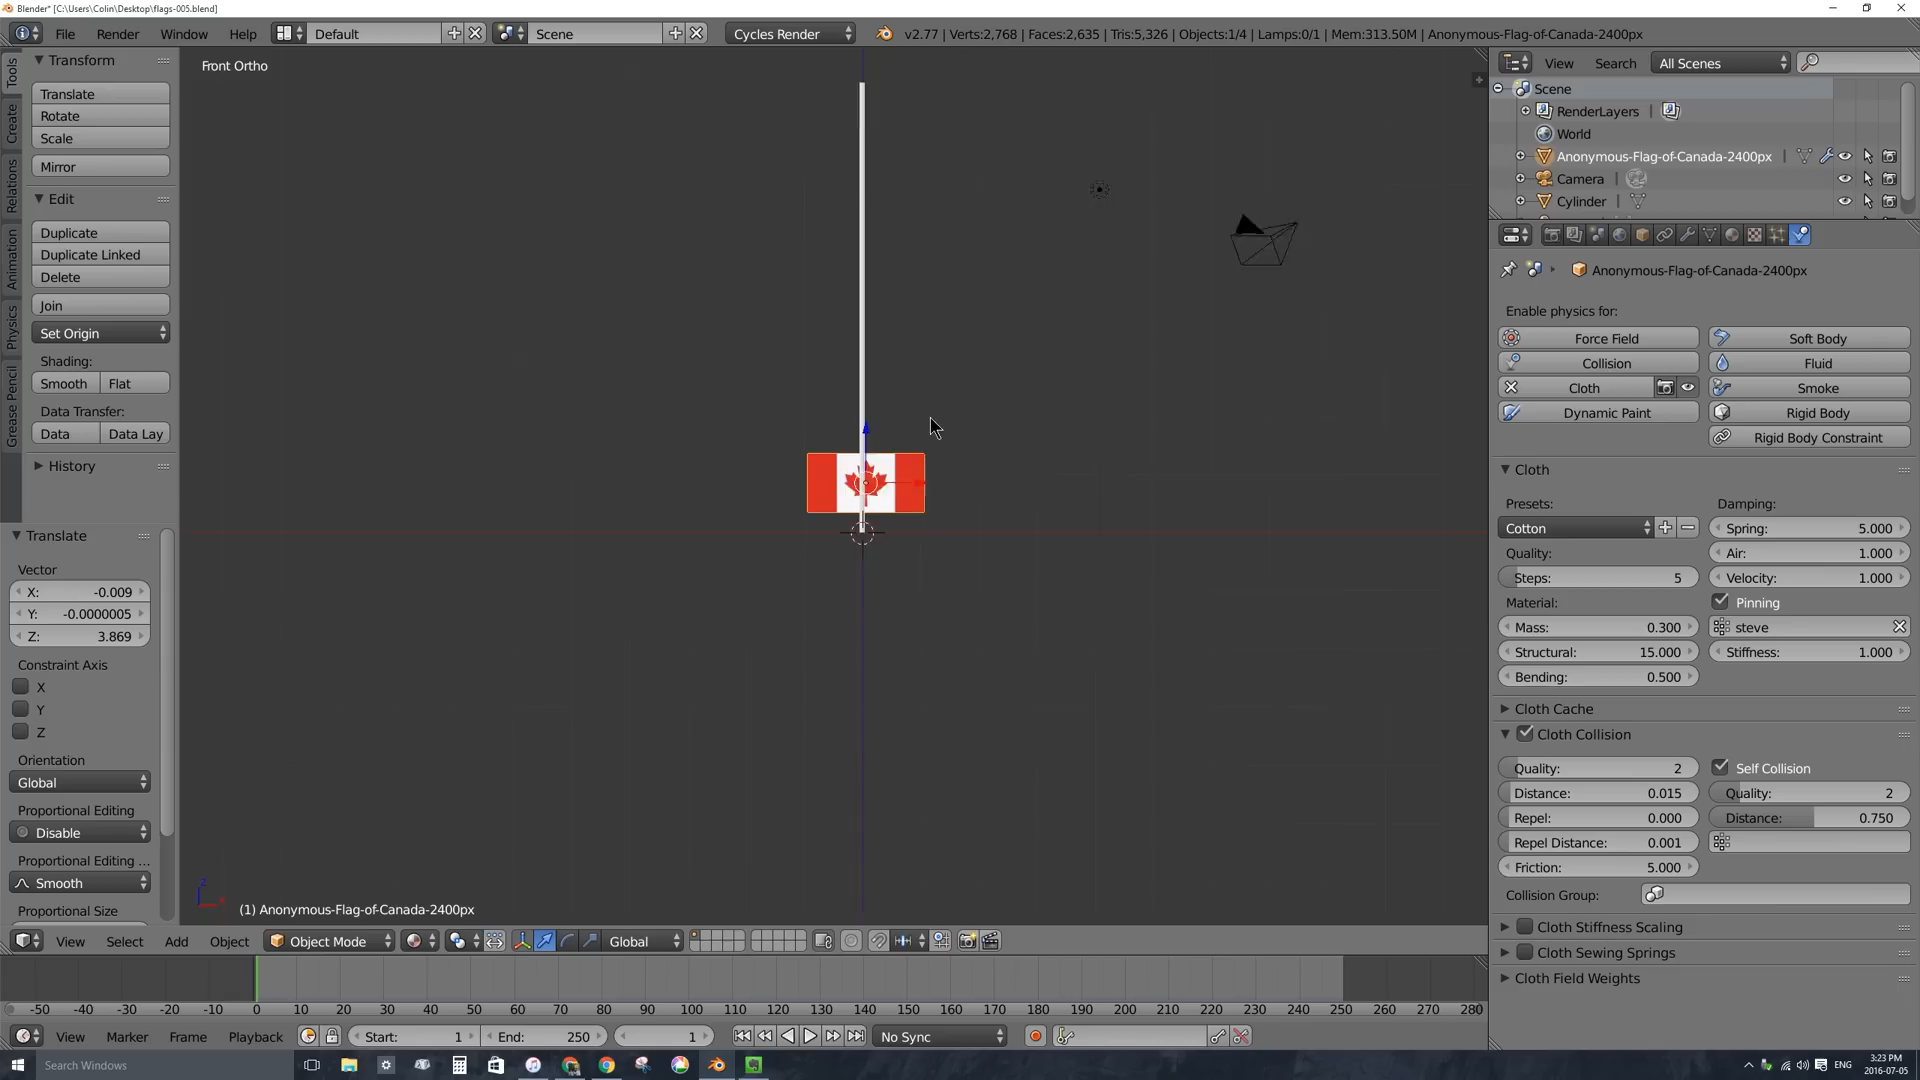 Blender* [C:\Users\Colin\Desktop\flags-005.blend]
File Render Window Help Default Scene Cycles Render v2.77 | Verts:2,768 | Faces:2,635 | Tris:5,326 | Objects:1/4 | Lamps:0/1 | Mem:313.50M | Anonymous-Flag-of-Canada-2400px
Tools
Create
Relations
Animation
Physics
Grease Pencil
Transform
Translate
Rotate
Scale
Mirror
Edit
Duplicate
Duplicate Linked
Delete
Join
Set Origin
Shading:
Smooth Flat
Data Transfer:
Data Data Lay
History
Translate
Vector
X: -0.009
Y: -0.0000005
Z: 3.869
Constraint Axis
X
Y
Z
Orientation
Global
Proportional Editing
Disable
Proportional Editing ...
Smooth
Proportional Size
Front Ortho
(1) Anonymous-Flag-of-Canada-2400px
View Select Add Object Object Mode Global
View Search All Scenes
Scene
RenderLayers
World
Anonymous-Flag-of-Canada-2400px
Camera
Cylinder
Anonymous-Flag-of-Canada-2400px
Enable physics for:
Force Field Soft Body
Collision Fluid
Cloth Smoke
Dynamic Paint Rigid Body
Rigid Body Constraint
Cloth
Presets: Damping:
Cotton Spring: 5.000
Quality: Air: 1.000
Steps: 5 Velocity: 1.000
Material: Pinning
Mass: 0.300 steve
Structural: 15.000 Stiffness: 1.000
Bending: 0.500
Cloth Cache
Cloth Collision
Quality: 2 Self Collision
Distance: 0.015 Quality: 2
Repel: 0.000 Distance: 0.750
Repel Distance: 0.001
Friction: 5.000
Collision Group:
Cloth Stiffness Scaling
Cloth Sewing Springs
Cloth Field Weights
-50 -40 -30 -20 -10 0 10 20 30 40 50 60 70 80 90 100 110 120 130 140 150 160 170 180 190 200 210 220 230 240 250 260 270 280
View Marker Frame Playback Start: 1 End: 250 1 No Sync
Search Windows
ENG
3:23 PM
2016-07-05